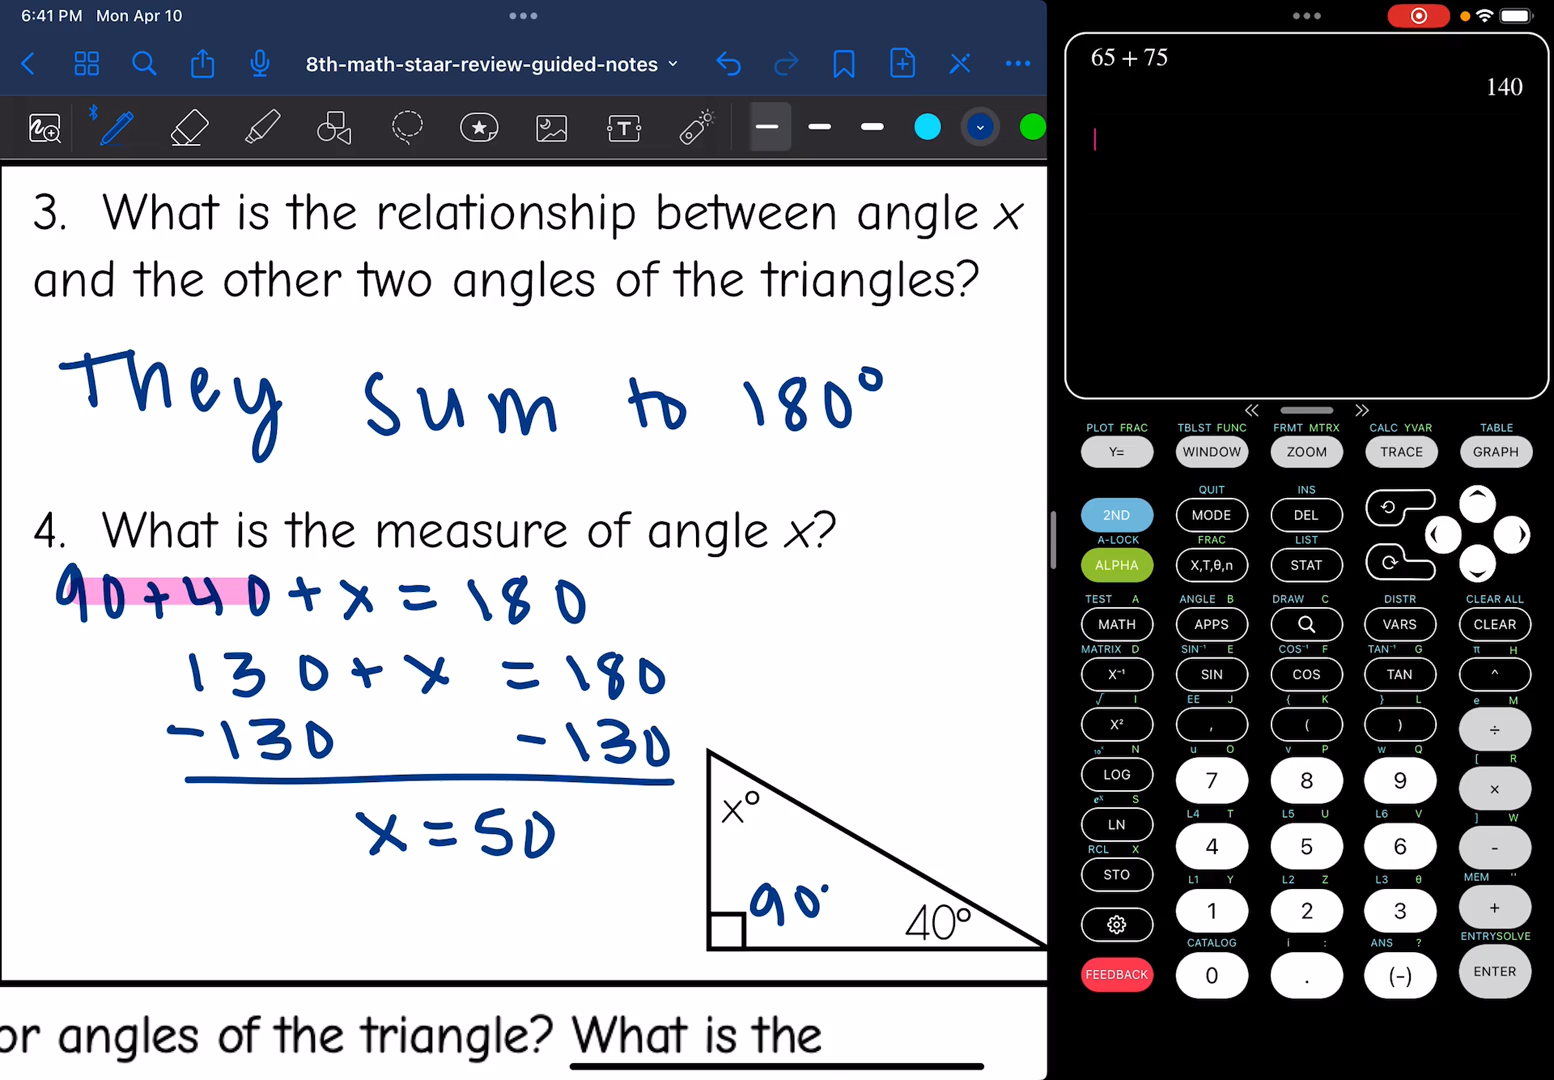 6:41 PM Mon Apr 10
8th-math-staar-review-guided-notes
3. What is the relationship between angle x
and the other two angles of the triangles?
They sum to 180°
4. What is the measure of angle x?
90+40+x=180
130+x=180
-130 -130
x=50
x°
90°
40°
or angles of the triangle? What is the
65+75
140
PLOT FRAC TBLST FUNC FRMT MTRX CALC YVAR TABLE
Y= WINDOW ZOOM TRACE GRAPH
QUIT INS
2ND MODE DEL
A-LOCK FRAC LIST
ALPHA X,T,θ,n STAT
TEST A ANGLE B DRAW C DISTR CLEAR ALL
MATH APPS VARS CLEAR
MATRIX D SIN⁻¹ E COS⁻¹ F TAN⁻¹ G π H
X⁻¹ SIN COS TAN ^
√ I EE J { K } L e M
X² , ( ) ÷
10ˣ N u O v P w Q [ R
LOG 7 8 9 ×
eˣ S L4 T L5 U L6 V ] W
LN 4 5 6 -
RCL X L1 Y L2 Z L3 θ MEM "
STO 1 2 3 +
CATALOG i : ANS ? ENTRY SOLVE
FEEDBACK 0 . (-) ENTER